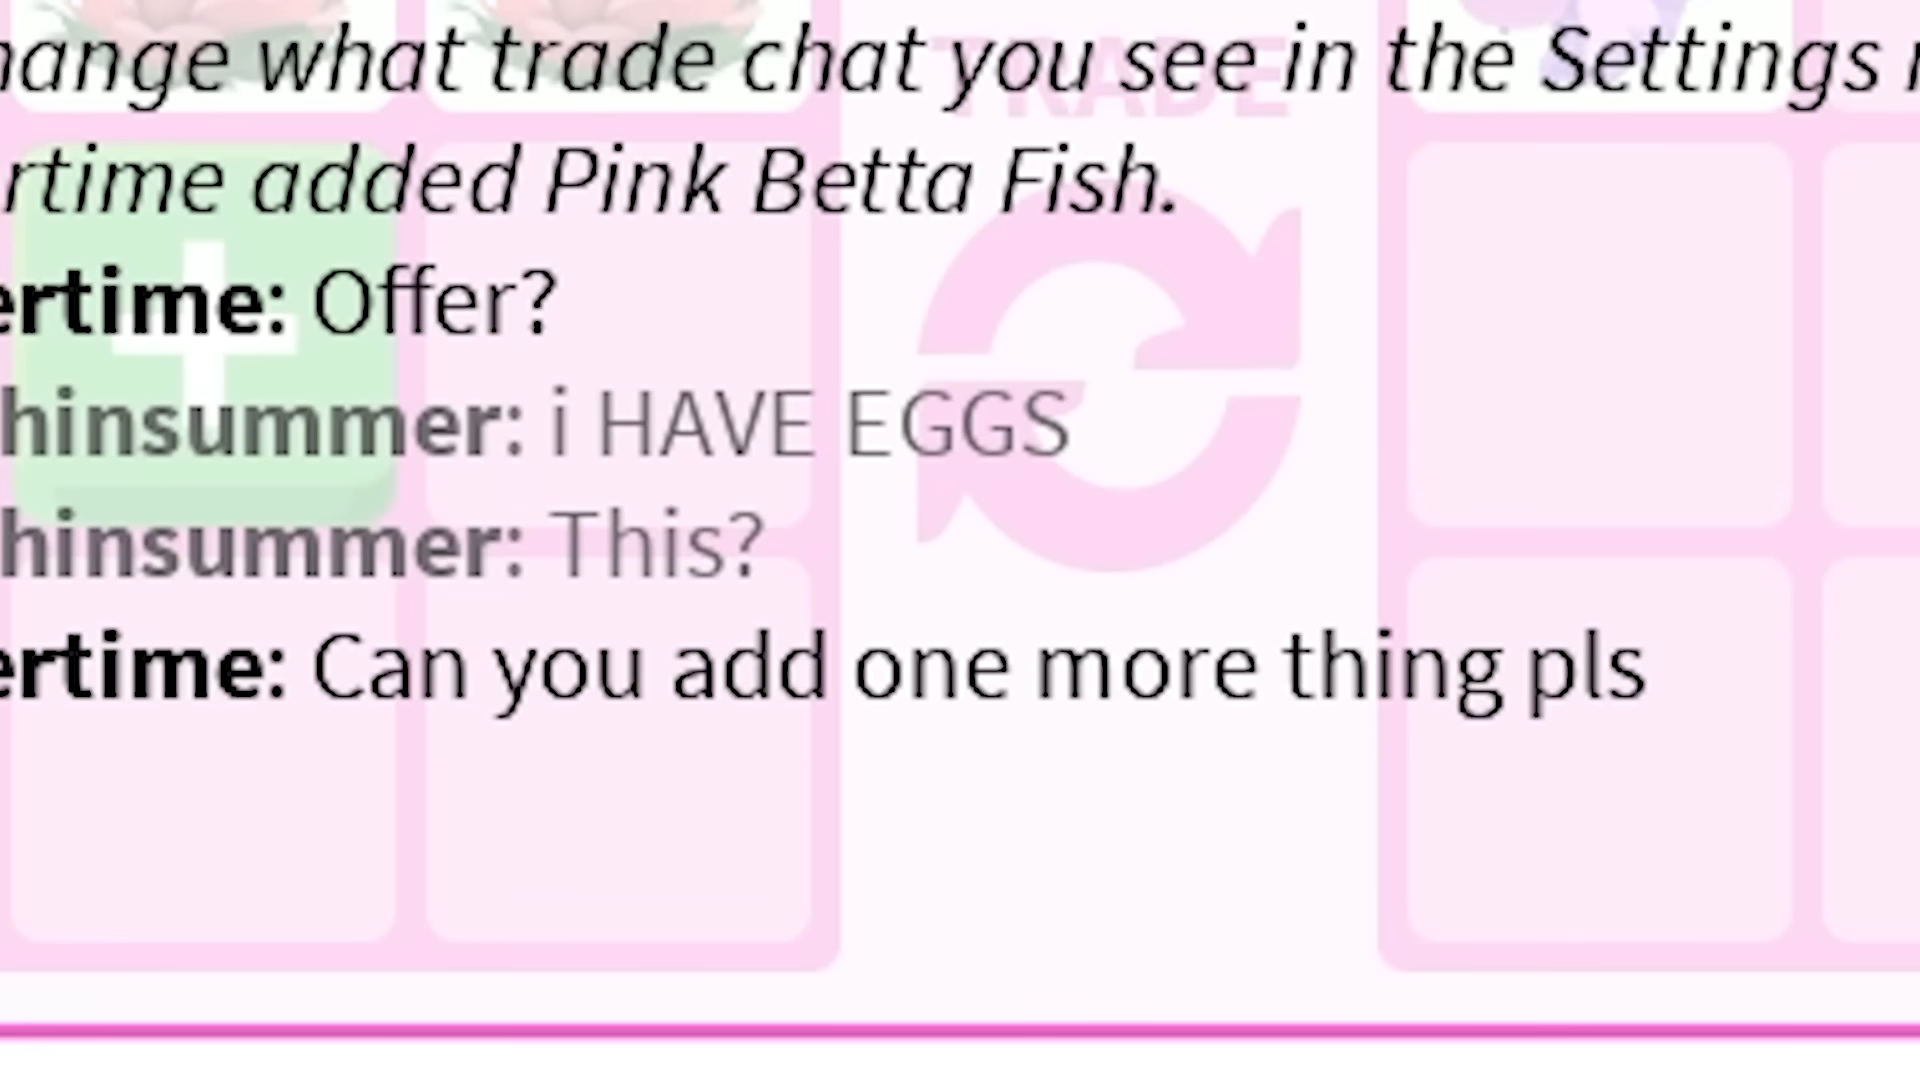 hange what trade chat you see in the Settings
TRADE
rtime added Pink Betta Fish.
ertime: Offer?
hinsummer: i HAVE EGGS
hinsummer: This?
ertime: Can you add one more thing pls